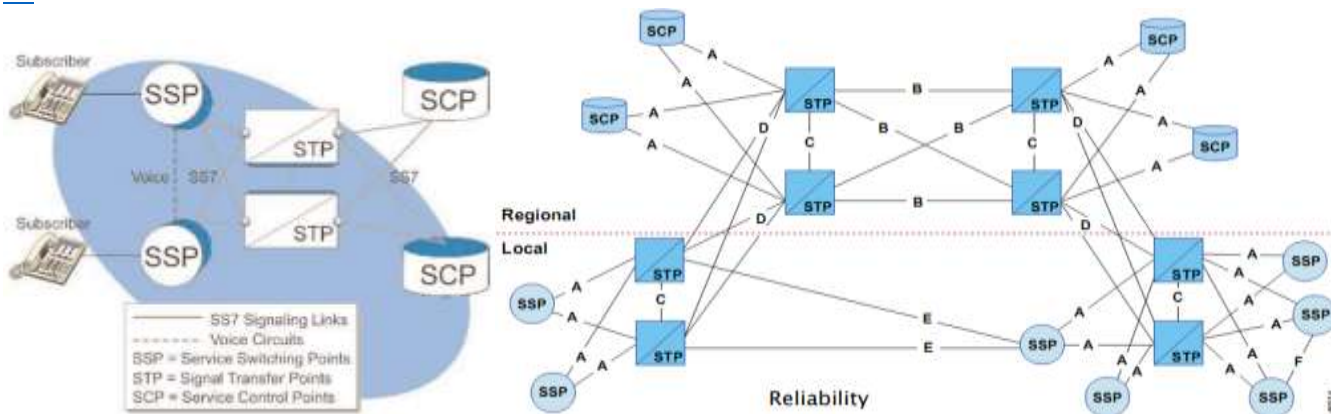 Subscriber
SSP
SCP
STP
Voice
SS7
SS7
STP
Subscriber
SSP
SCP
SS7 Signaling Links
Voice Circuits
SSP = Service Switching Points
STP = Signal Transfer Points
SCP = Service Control Points
SCP
A
A
SCP
A
A
STP
B
STP
A
A
SCP
D
B
B
D
A
SCP
A
C
C
STP
B
STP
Regional
D
D
Local
STP
A
SSP
A
C
A
SSP
A
STP
E
E
SSP
A
A
STP
A
SSP
A
C
A
SSP
STP
A
A
SSP
A
A
F
SSP
Reliability